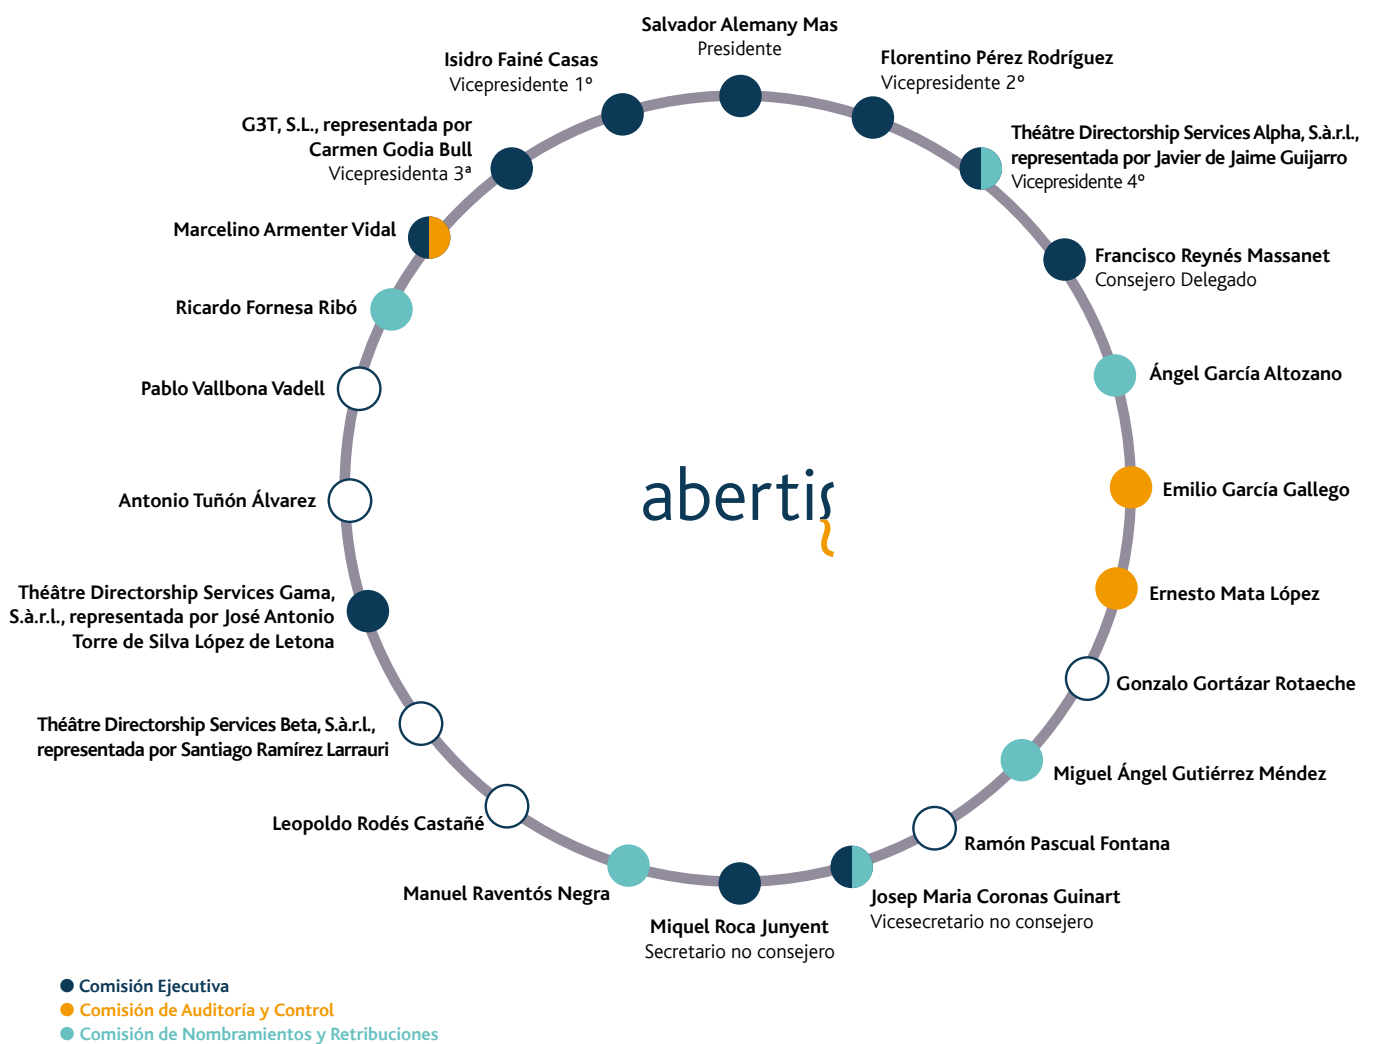 Salvador Alemany Mas
Presidente
Florentino Pérez Rodríguez
Vicepresidente 2º
Théâtre Directorship Services Alpha, S.à.r.l.,
representada por Javier de Jaime Guijarro
Vicepresidente 4º
Francisco Reynés Massanet
Consejero Delegado
Ángel García Altozano
Emilio García Gallego
Ernesto Mata López
Gonzalo Gortázar Rotaeche
Miguel Ángel Gutiérrez Méndez
Ramón Pascual Fontana
Josep Maria Coronas Guinart
Vicesecretario no consejero
Miquel Roca Junyent
Secretario no consejero
Manuel Raventós Negra
Leopoldo Rodés Castañé
Théâtre Directorship Services Beta, S.à.r.l.,
representada por Santiago Ramírez Larrauri
Théâtre Directorship Services Gama,
S.à.r.l., representada por José Antonio
Torre de Silva López de Letona
Antonio Tuñón Álvarez
Pablo Vallbona Vadell
Ricardo Fornesa Ribó
Marcelino Armenter Vidal
G3T, S.L., representada por
Carmen Godia Bull
Vicepresidenta 3ª
Isidro Fainé Casas
Vicepresidente 1º
abertis
Comisión Ejecutiva
Comisión de Auditoría y Control
Comisión de Nombramientos y Retribuciones